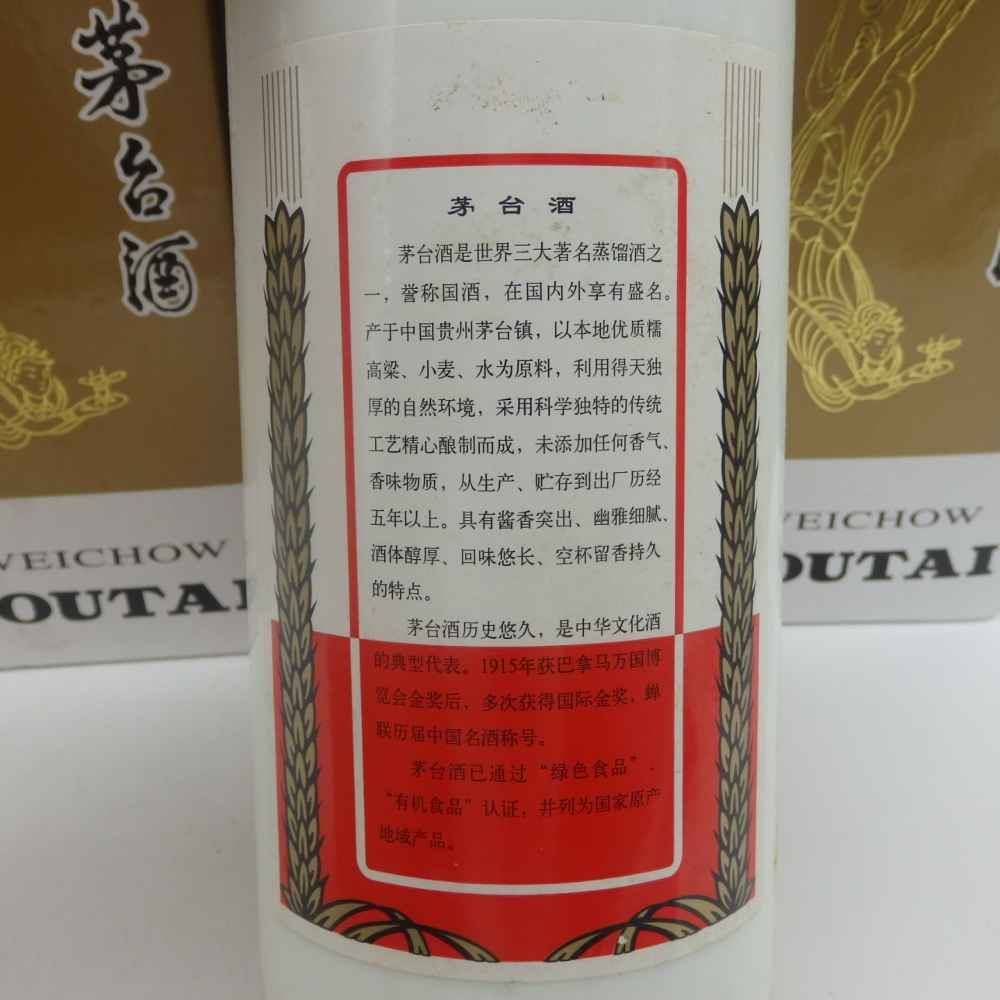 茅台酒
茅台酒
茅台酒是世界三大著名蒸馏酒之
一，誉称国酒，在国内外享有盛名。
产于中国贵州茅台镇，以本地优质糯
高粱、小麦、水为原料，利用得天独
厚的自然环境，采用科学独特的传统
工艺精心酿制而成，未添加任何香气、
香味物质，从生产、贮存到出厂历经
五年以上。具有酱香突出、幽雅细腻、
酒体醇厚、回味悠长、空杯留香持久
的特点。
茅台酒历史悠久，是中华文化酒
的典型代表。1915年获巴拿马万国博
览会金奖后，多次获得国际金奖，蝉
联历届中国名酒称号。
茅台酒已通过“绿色食品”、
“有机食品”认证，并列为国家原产
地域产品。
WEICHOW
OUTAI
WEICHOW
OUTAI